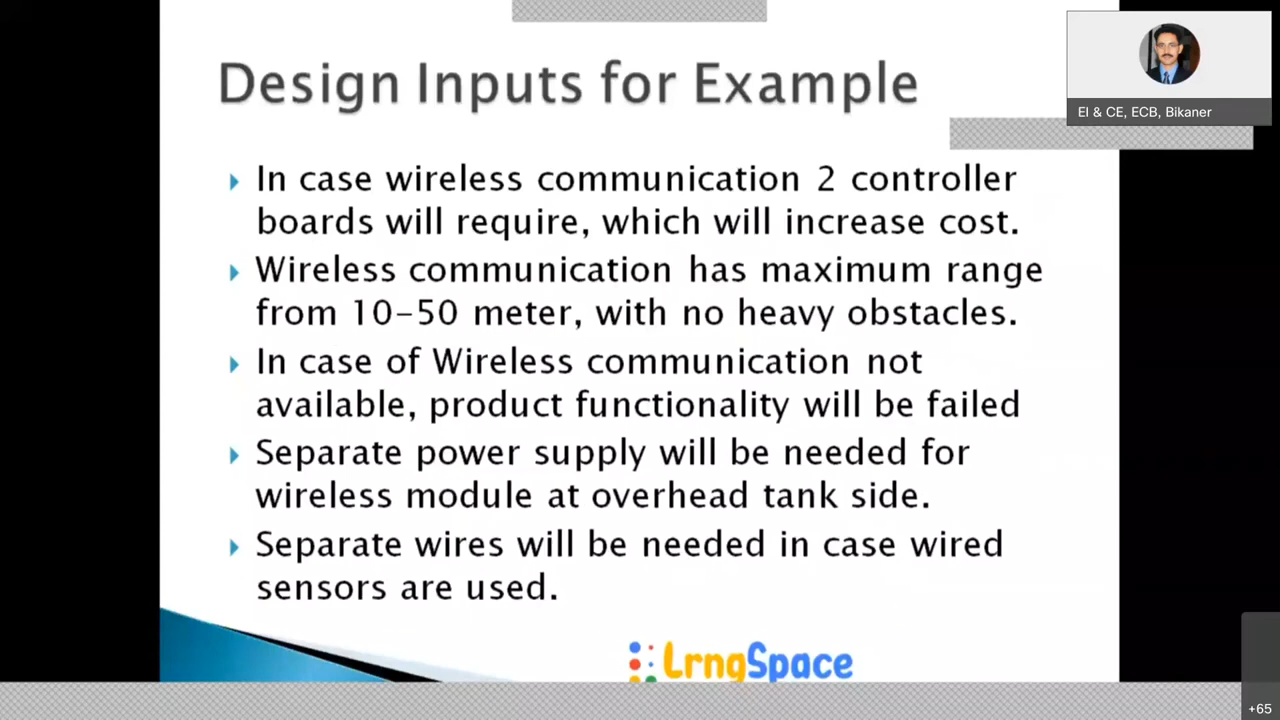 Design Inputs for Example
EI & CE, ECB, Bikaner
In case wireless communication 2 controller
boards will require, which will increase cost.
Wireless communication has maximum range
from 10-50 meter, with no heavy obstacles.
In case of Wireless communication not
available, product functionality will be failed
Separate power supply will be needed for
wireless module at overhead tank side.
Separate wires will be needed in case wired
sensors are used.
LrngSpace
+65